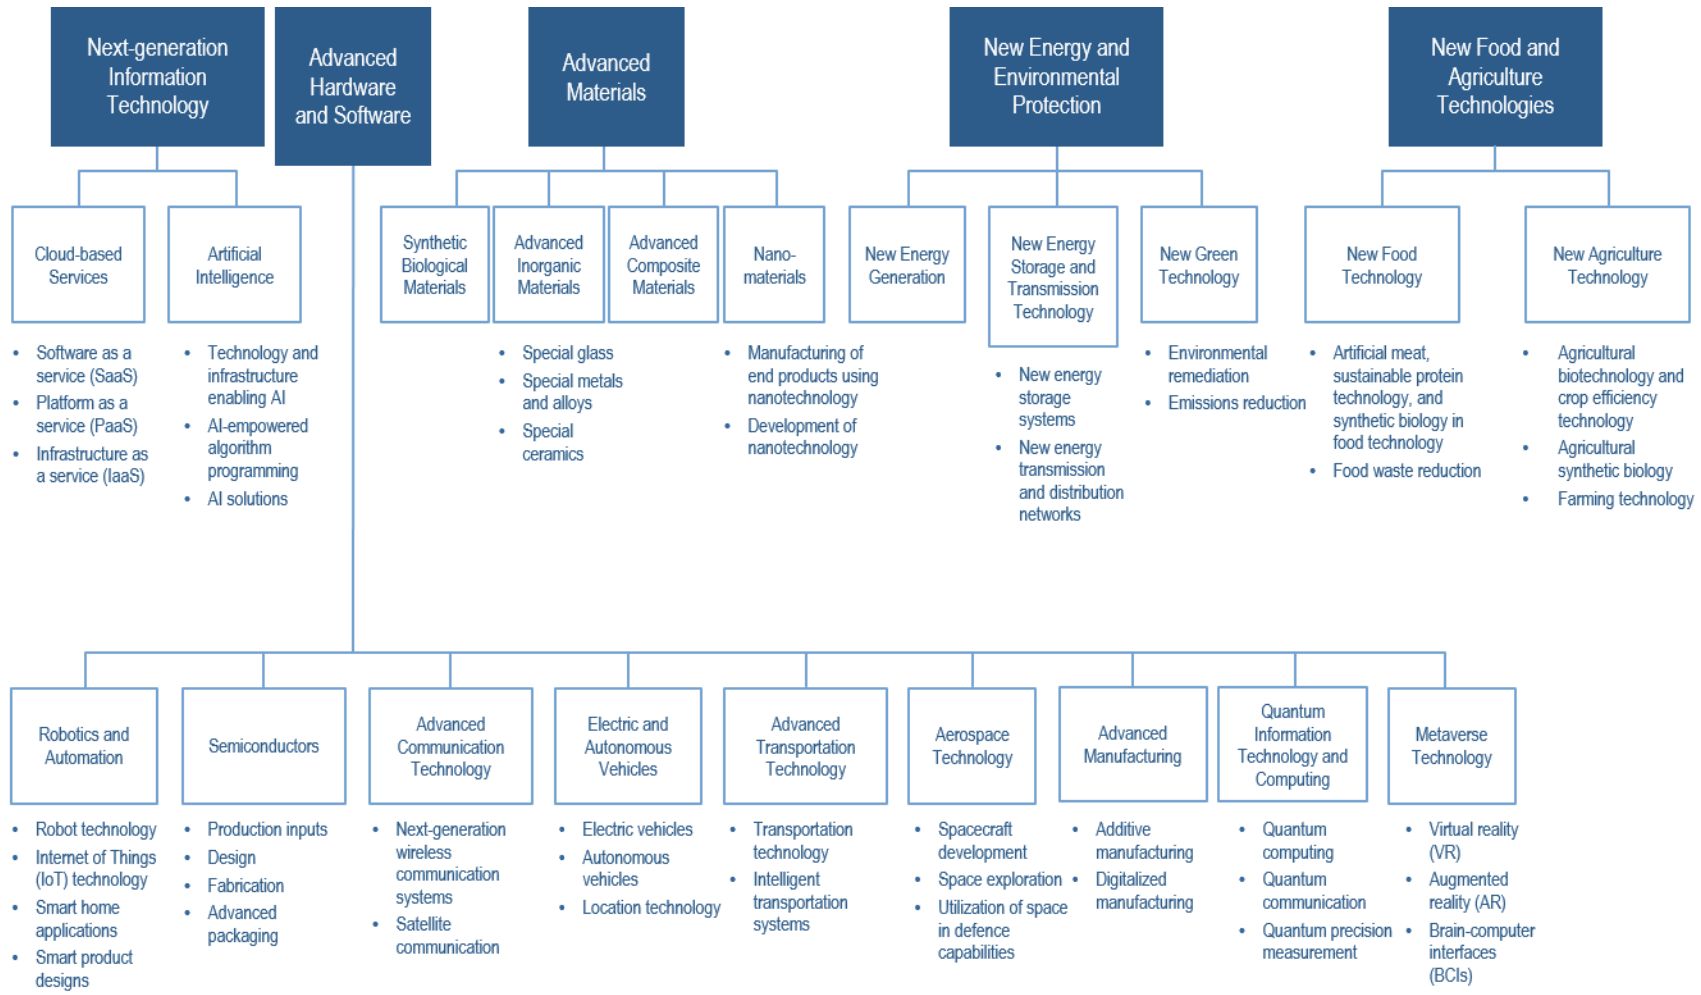 Next-generation
Information
Technology
Advanced
Hardware
and Software
Advanced
Materials
New Energy and
Environmental
Protection
New Food and
Agriculture
Technologies
Cloud-based
Services
Artificial
Intelligence
Synthetic
Biological
Materials
Advanced
Inorganic
Materials
Advanced
Composite
Materials
Nano-
materials
New Energy
Generation
New Energy
Storage and
Transmission
Technology
New Green
Technology
New Food
Technology
New Agriculture
Technology
• Software as a
service (SaaS)
• Platform as a
service (PaaS)
• Infrastructure as
a service (IaaS)
• Technology and
infrastructure
enabling AI
• AI-empowered
algorithm
programming
• AI solutions
• Special glass
• Special metals
and alloys
• Special
ceramics
• Manufacturing of
end products using
nanotechnology
• Development of
nanotechnology
• New energy
storage
systems
• New energy
transmission
and distribution
networks
• Environmental
remediation
• Emissions reduction
• Artificial meat,
sustainable protein
technology, and
synthetic biology in
food technology
• Food waste reduction
• Agricultural
biotechnology and
crop efficiency
technology
• Agricultural
synthetic biology
• Farming technology
Robotics and
Automation
Semiconductors
Advanced
Communication
Technology
Electric and
Autonomous
Vehicles
Advanced
Transportation
Technology
Aerospace
Technology
Advanced
Manufacturing
Quantum
Information
Technology and
Computing
Metaverse
Technology
• Robot technology
• Internet of Things
(IoT) technology
• Smart home
applications
• Smart product
designs
• Production inputs
• Design
• Fabrication
• Advanced
packaging
• Next-generation
wireless
communication
systems
• Satellite
communication
• Electric vehicles
• Autonomous
vehicles
• Location technology
• Transportation
technology
• Intelligent
transportation
systems
• Spacecraft
development
• Space exploration
• Utilization of space
in defence
capabilities
• Additive
manufacturing
• Digitalized
manufacturing
• Quantum
computing
• Quantum
communication
• Quantum precision
measurement
• Virtual reality
(VR)
• Augmented
reality (AR)
• Brain-computer
interfaces
(BCIs)